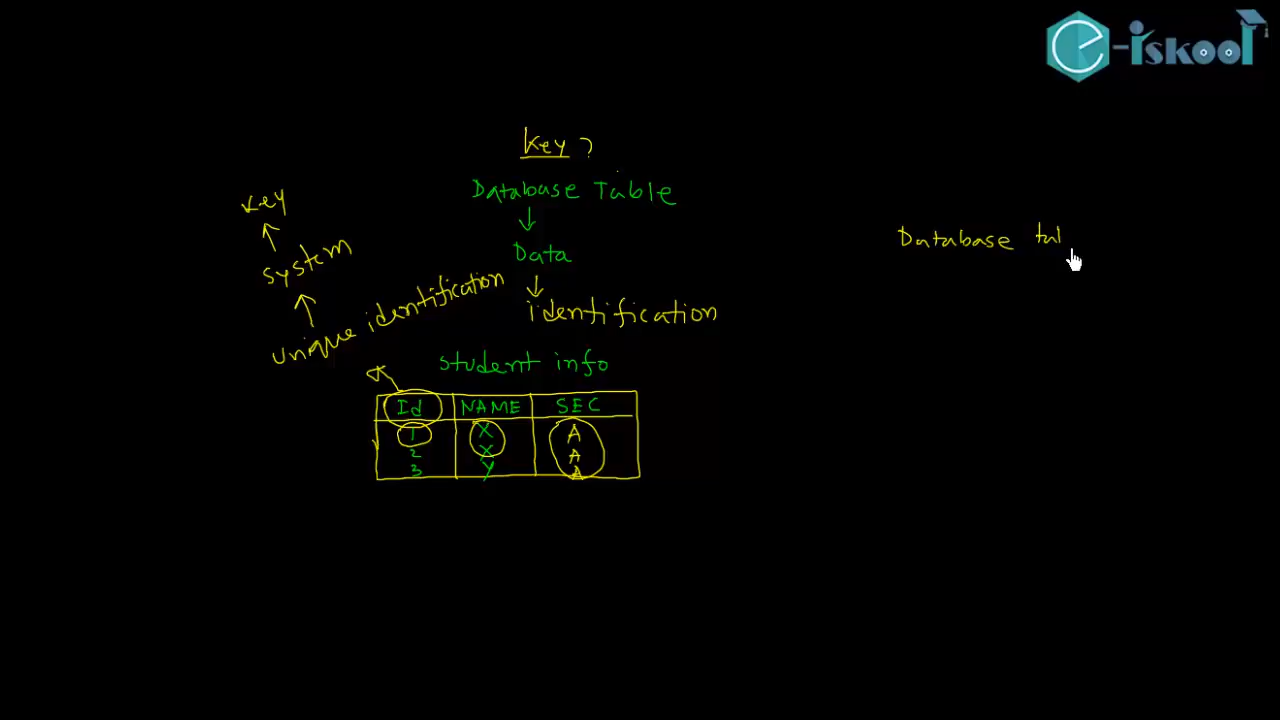 e-iskool
Key ?
Database Table
Key
Database tal
system
Data
unique identification
identification
student info
Id NAME SEC
1 X A
2 X A
3 Y A